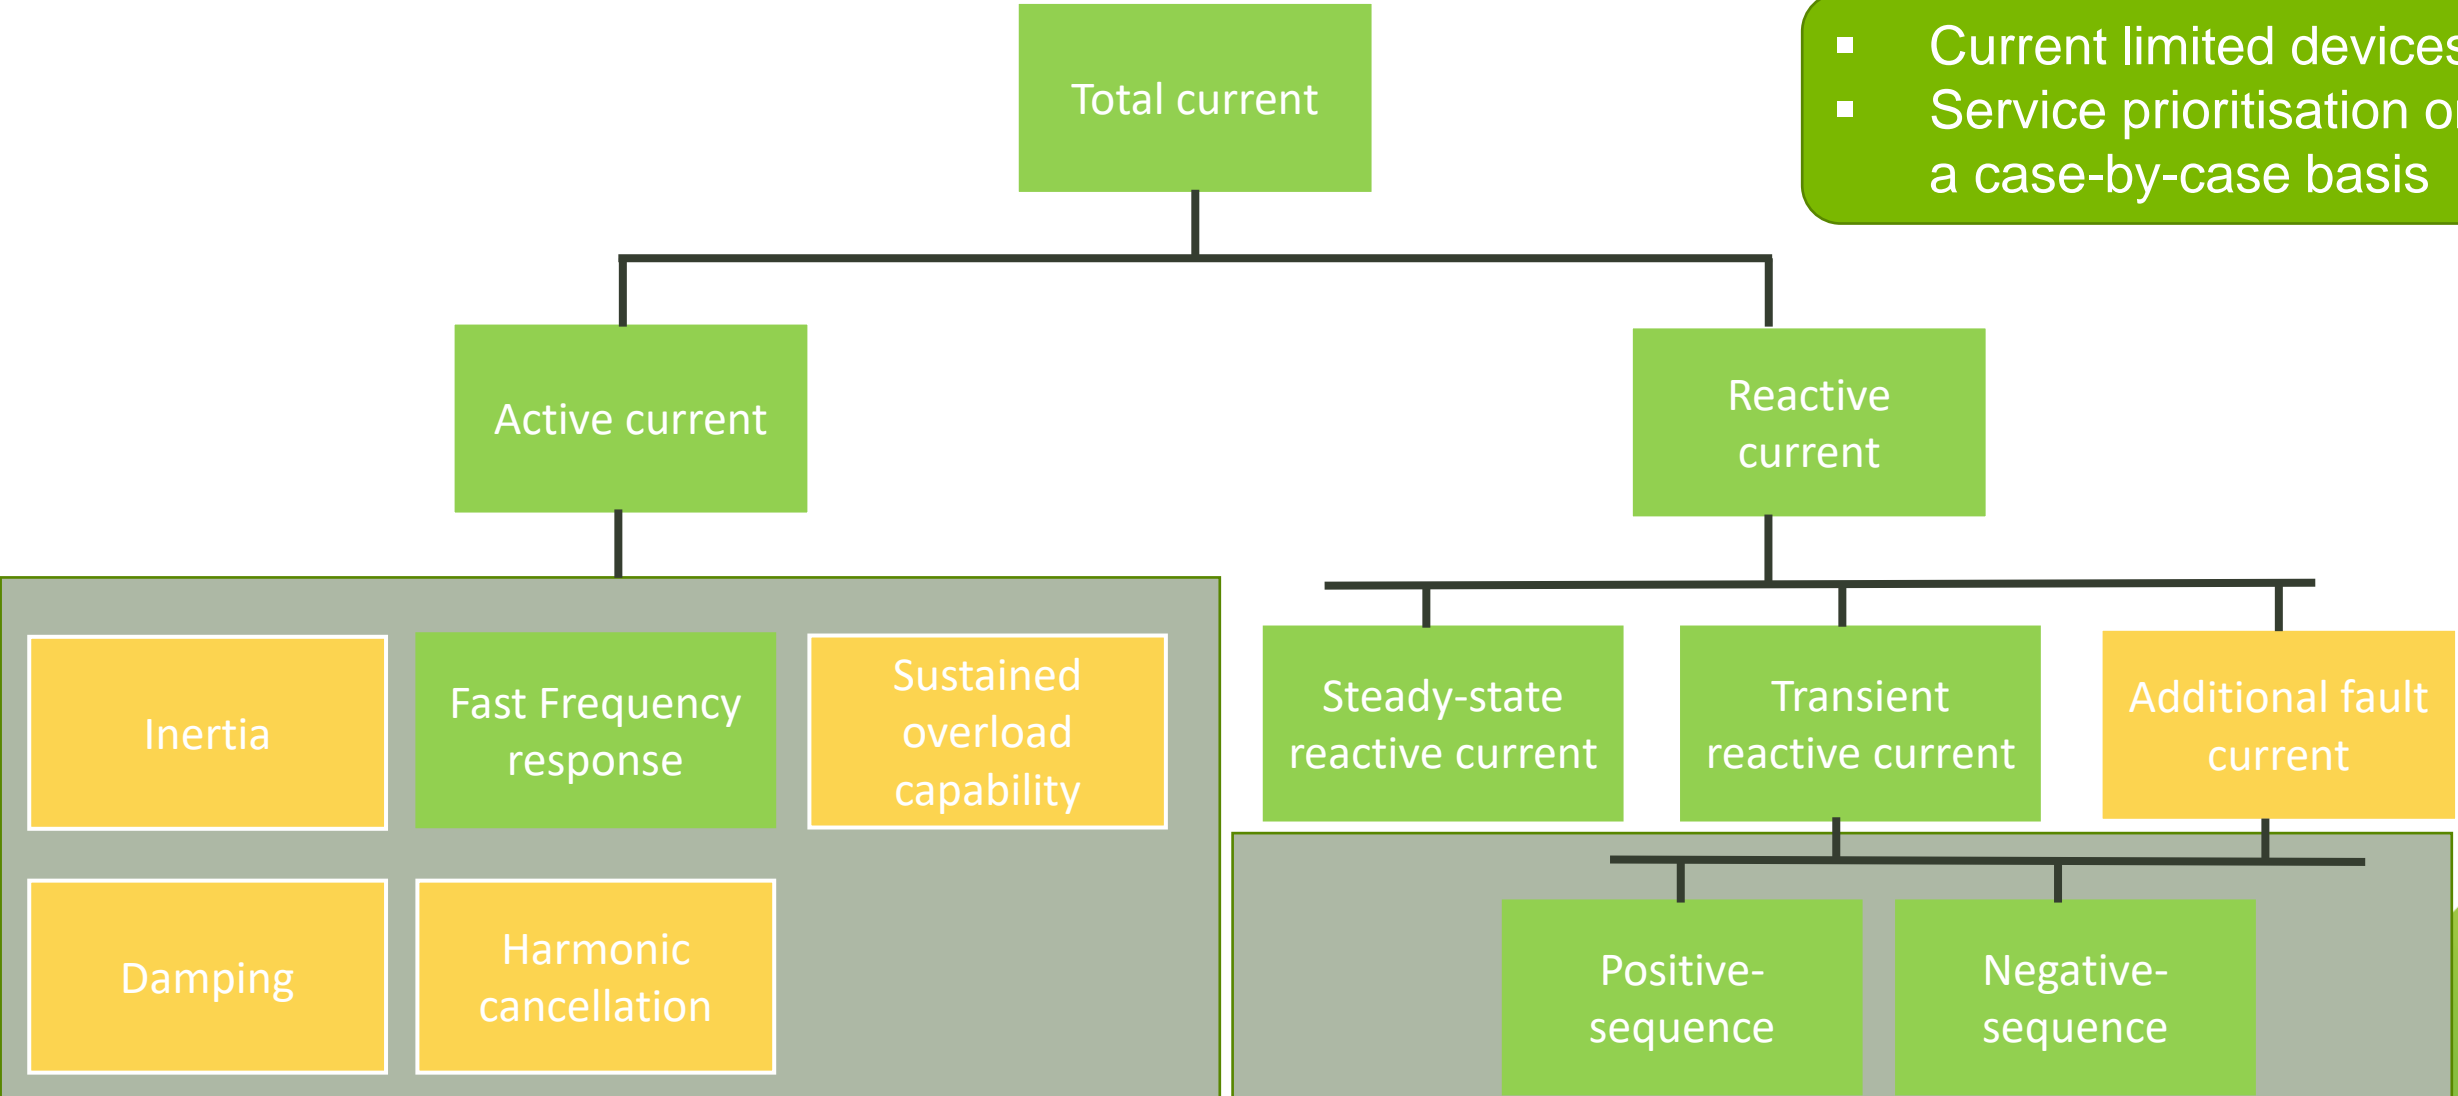 Total current
▪ Current limited devices
▪ Service prioritisation on
a case-by-case basis
Active current
Reactive
current
Inertia
Fast Frequency
response
Sustained
overload
capability
Damping
Harmonic
cancellation
Steady-state
reactive current
Transient
reactive current
Additional fault
current
Positive-
sequence
Negative-
sequence